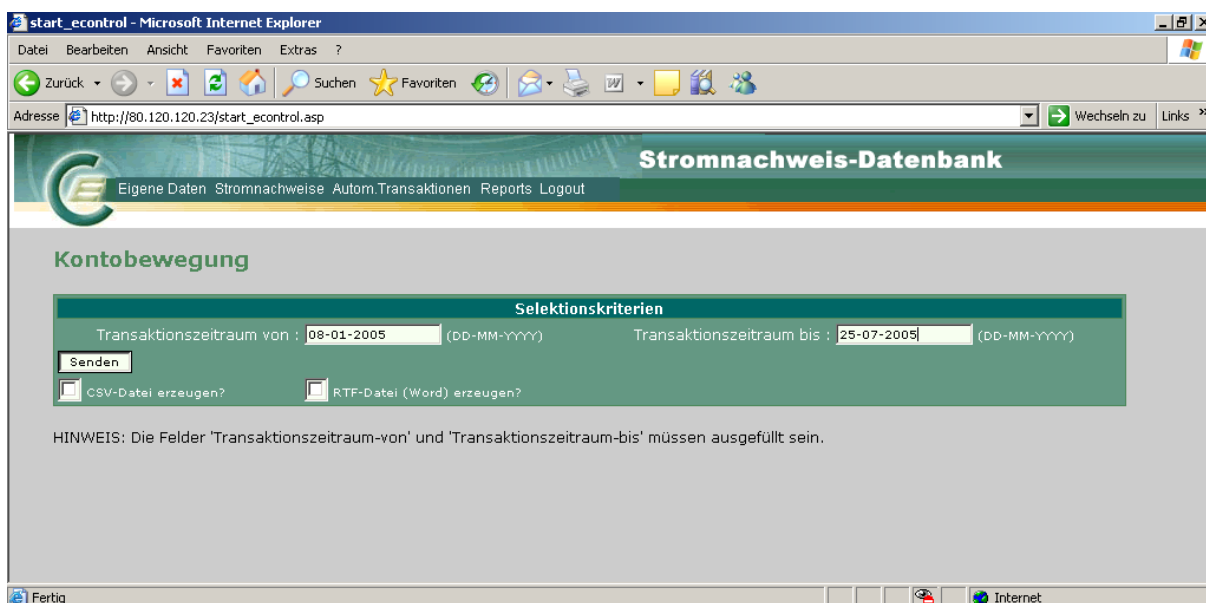 start_econtrol - Microsoft Internet Explorer
Datei Bearbeiten Ansicht Favoriten Extras ?
Zurück Suchen Favoriten
Adresse http://80.120.120.23/start_econtrol.asp Wechseln zu Links »
Stromnachweis-Datenbank
Eigene Daten Stromnachweise Autom.Transaktionen Reports Logout
Kontobewegung
Selektionskriterien
Transaktionszeitraum von : 08-01-2005 (DD-MM-YYYY) Transaktionszeitraum bis : 25-07-2005 (DD-MM-YYYY)
Senden
CSV-Datei erzeugen? RTF-Datei (Word) erzeugen?
HINWEIS: Die Felder 'Transaktionszeitraum-von' und 'Transaktionszeitraum-bis' müssen ausgefüllt sein.
Fertig Internet